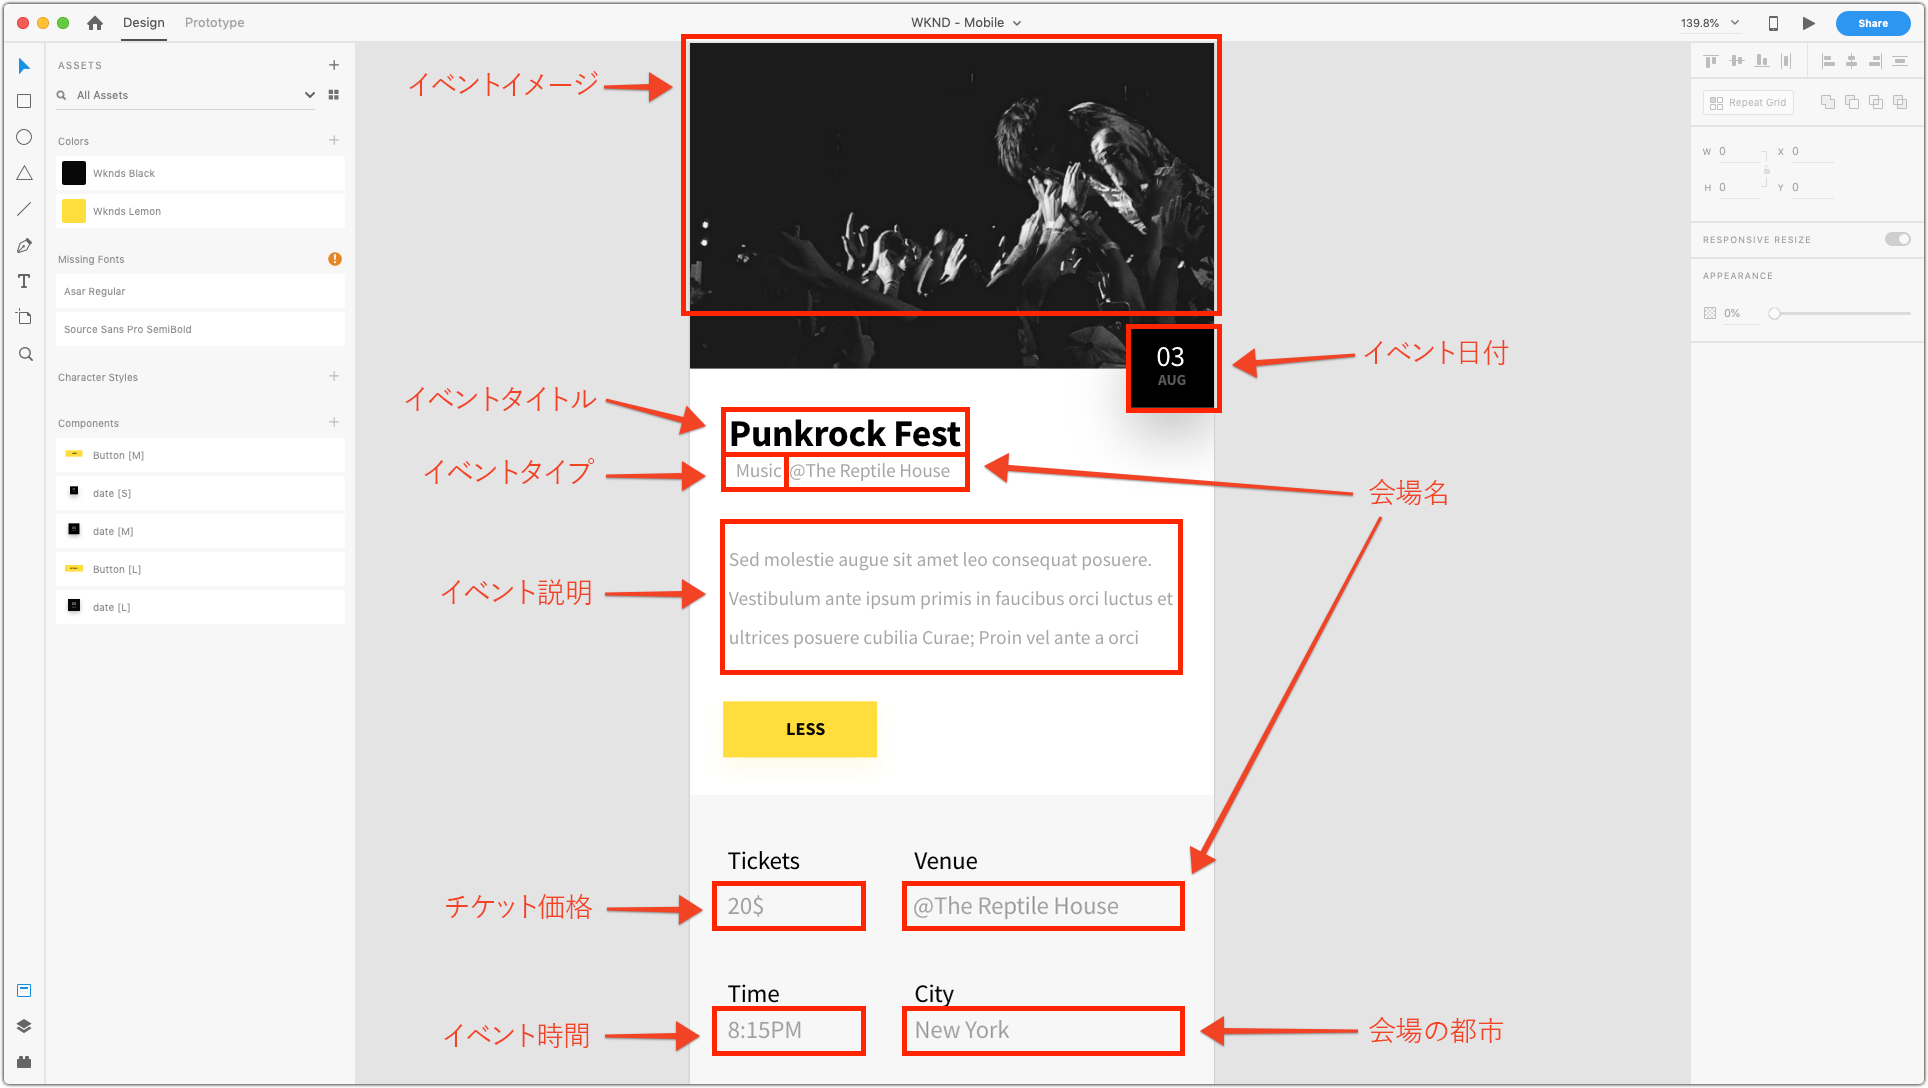 Design
Prototype
WKND - Mobile
139.8%
Share
ASSETS
All Assets
Colors
Wknds Black
Wknds Lemon
Missing Fonts
Asar Regular
Source Sans Pro SemiBold
Character Styles
Components
Button [M]
date [S]
date [M]
Button [L]
date [L]
イベントイメージ
03
AUG
イベント日付
イベントタイトル
Punkrock Fest
イベントタイプ
Music
@The Reptile House
会場名
イベント説明
Sed molestie augue sit amet leo consequat posuere.
Vestibulum ante ipsum primis in faucibus orci luctus et
ultrices posuere cubilia Curae; Proin vel ante a orci
LESS
Tickets
Venue
チケット価格
20$
@The Reptile House
Time
City
イベント時間
8:15PM
New York
会場の都市
Repeat Grid
W 0
X 0
H 0
Y 0
RESPONSIVE RESIZE
APPEARANCE
0%